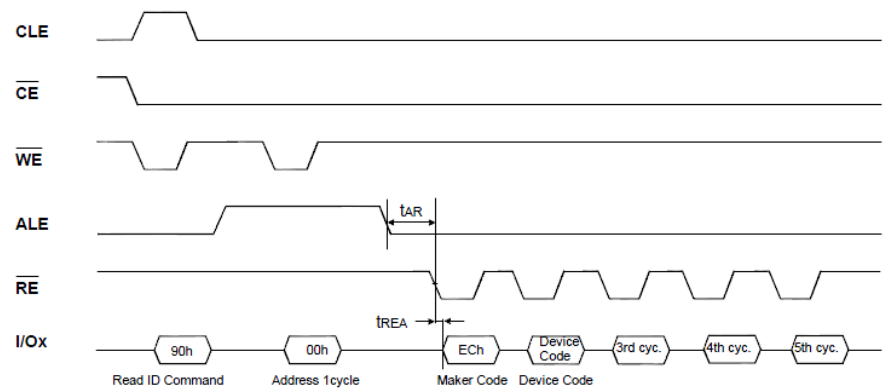 CLE
CE
WE
ALE
tAR
RE
tREA
I/Ox
90h
00h
ECh
Device
Code
3rd cyc.
4th cyc.
5th cyc.
Read ID Command
Address 1cycle
Maker Code
Device Code